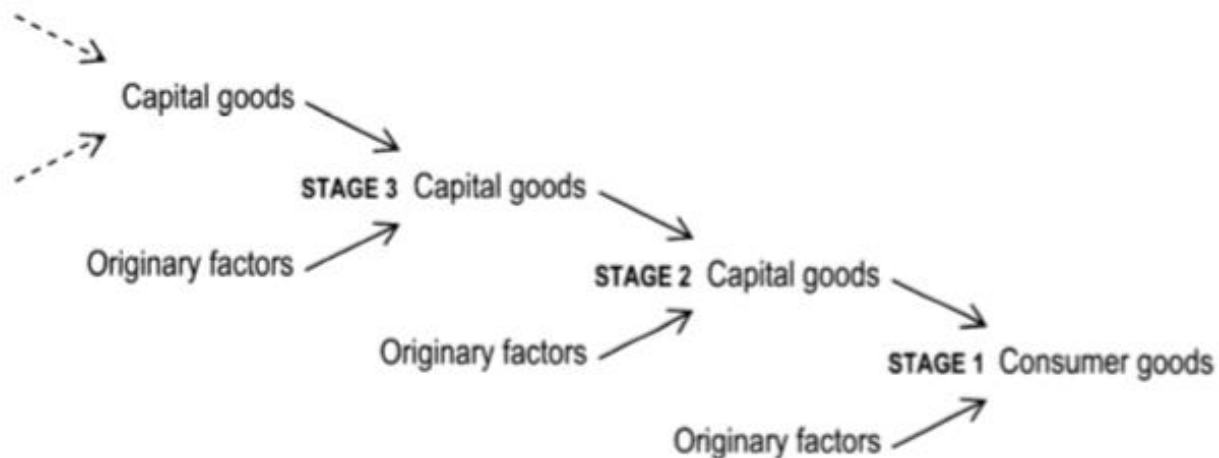 Capital goods
STAGE 3 Capital goods
Originary factors
STAGE 2 Capital goods
Originary factors
STAGE 1 Consumer goods
Originary factors